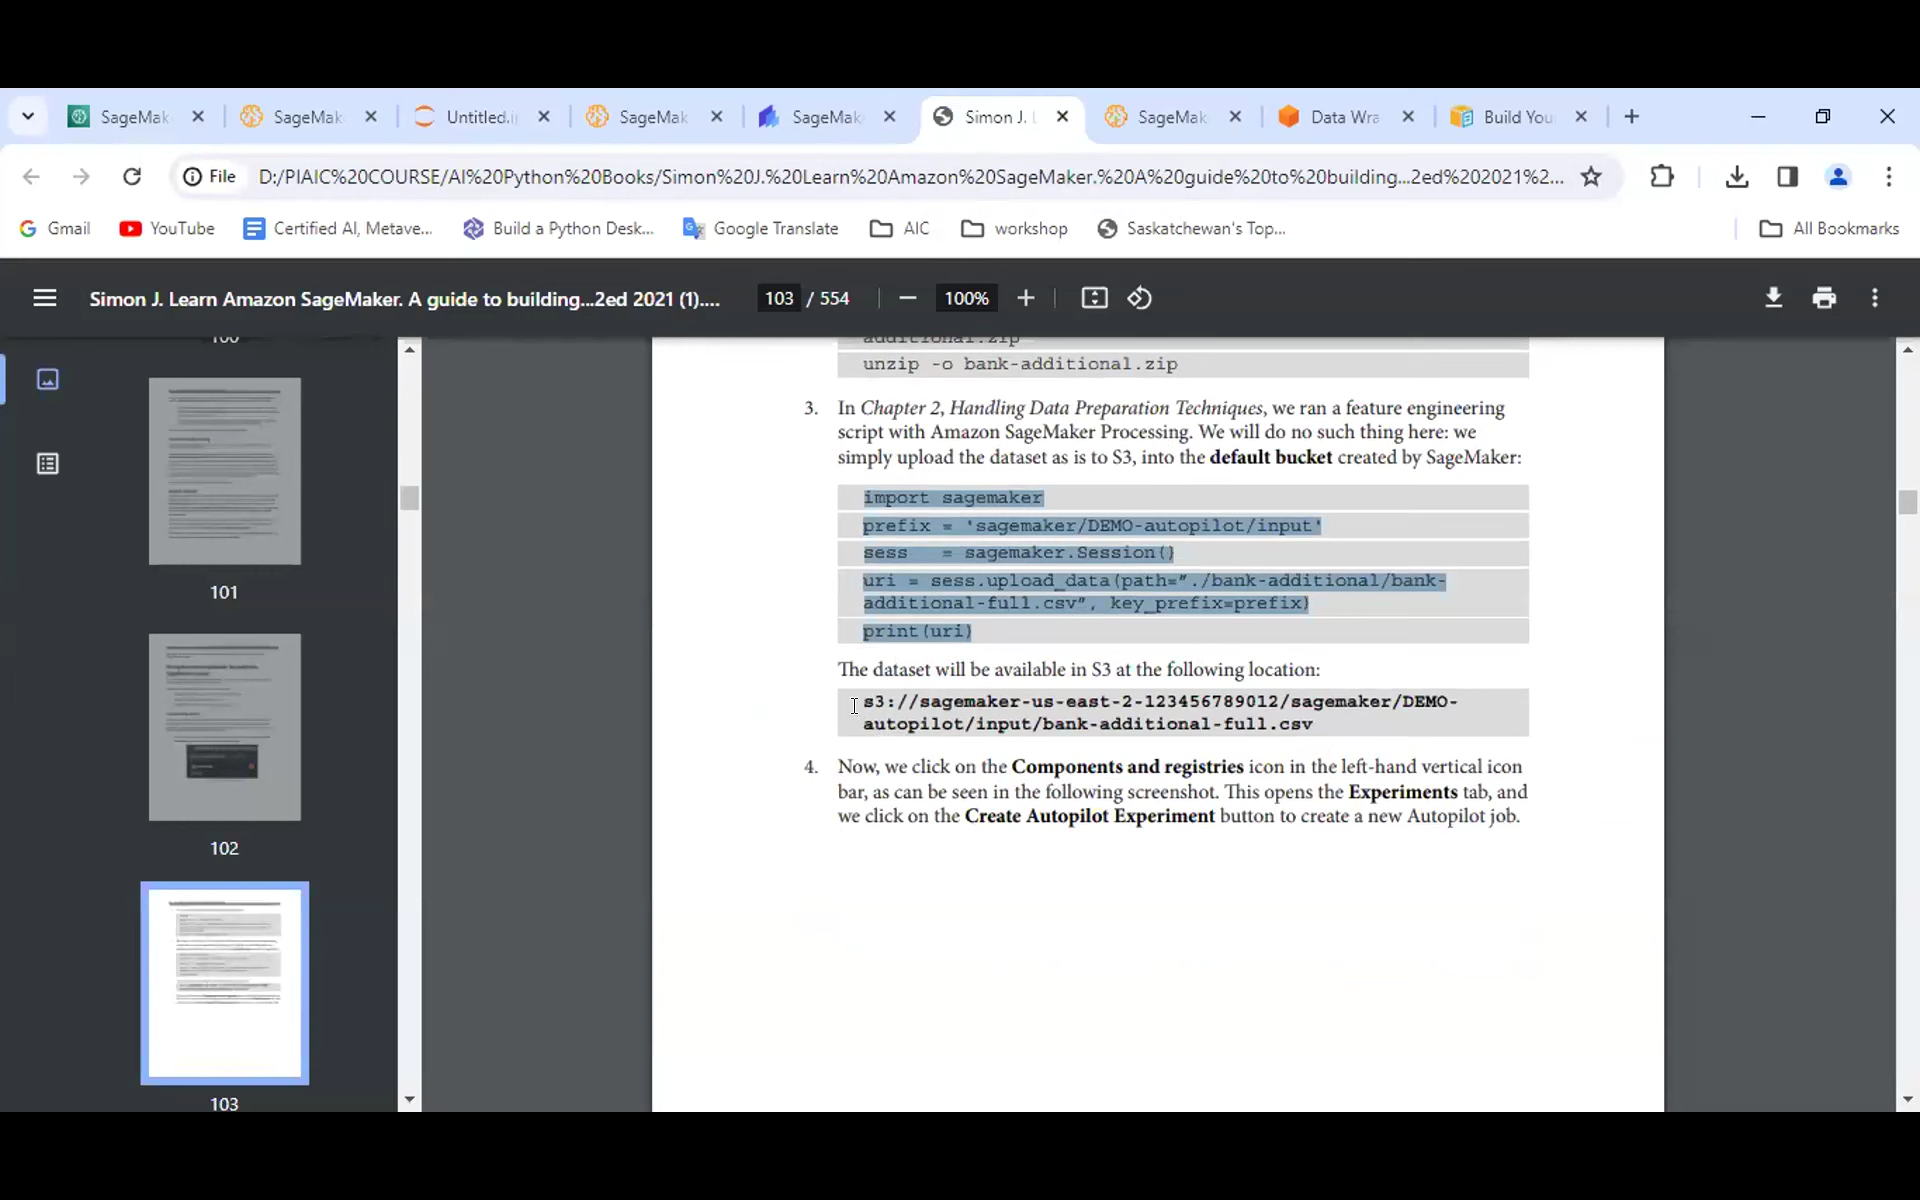 SageMak
SageMak
Untitled.i
SageMak
SageMak
Simon J. L
SageMak
Data Wra
Build You
File
D:/PIAIC%20COURSE/AI%20Python%20Books/Simon%20J.%20Learn%20Amazon%20SageMaker.%20A%20guide%20to%20building...2ed%202021%2...
Gmail
YouTube
Certified AI, Metave...
Build a Python Desk...
Google Translate
AIC
workshop
Saskatchewan's Top...
All Bookmarks
Simon J. Learn Amazon SageMaker. A guide to building...2ed 2021 (1)....
103 / 554
100%
100
101
102
103
additional.zip
unzip -o bank-additional.zip
3. In Chapter 2, Handling Data Preparation Techniques, we ran a feature engineering
script with Amazon SageMaker Processing. We will do no such thing here: we
simply upload the dataset as is to S3, into the default bucket created by SageMaker:
import sagemaker
prefix = 'sagemaker/DEMO-autopilot/input'
sess   = sagemaker.Session()
uri = sess.upload_data(path="./bank-additional/bank-
additional-full.csv", key_prefix=prefix)
print(uri)
The dataset will be available in S3 at the following location:
s3://sagemaker-us-east-2-123456789012/sagemaker/DEMO-
autopilot/input/bank-additional-full.csv
4. Now, we click on the Components and registries icon in the left-hand vertical icon
bar, as can be seen in the following screenshot. This opens the Experiments tab, and
we click on the Create Autopilot Experiment button to create a new Autopilot job.